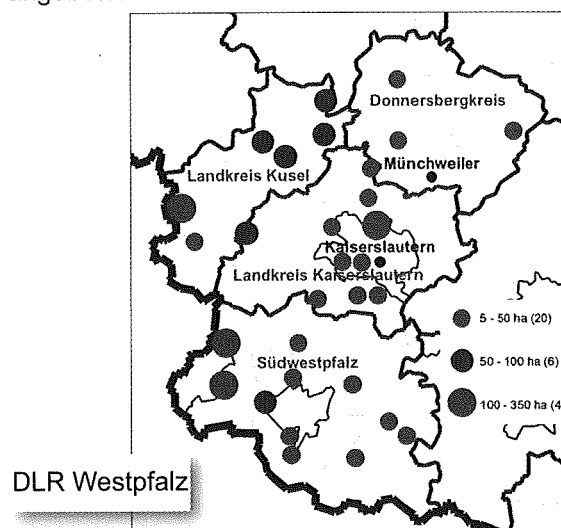 Donnersbergkreis
Münchweiler
Landkreis Kusel
Kaiserslautern
Landkreis Kaiserslautern
5 - 50 ha (20)
50 - 100 ha (6)
Südwestpfalz
100 - 350 ha (4
DLR Westpfalz